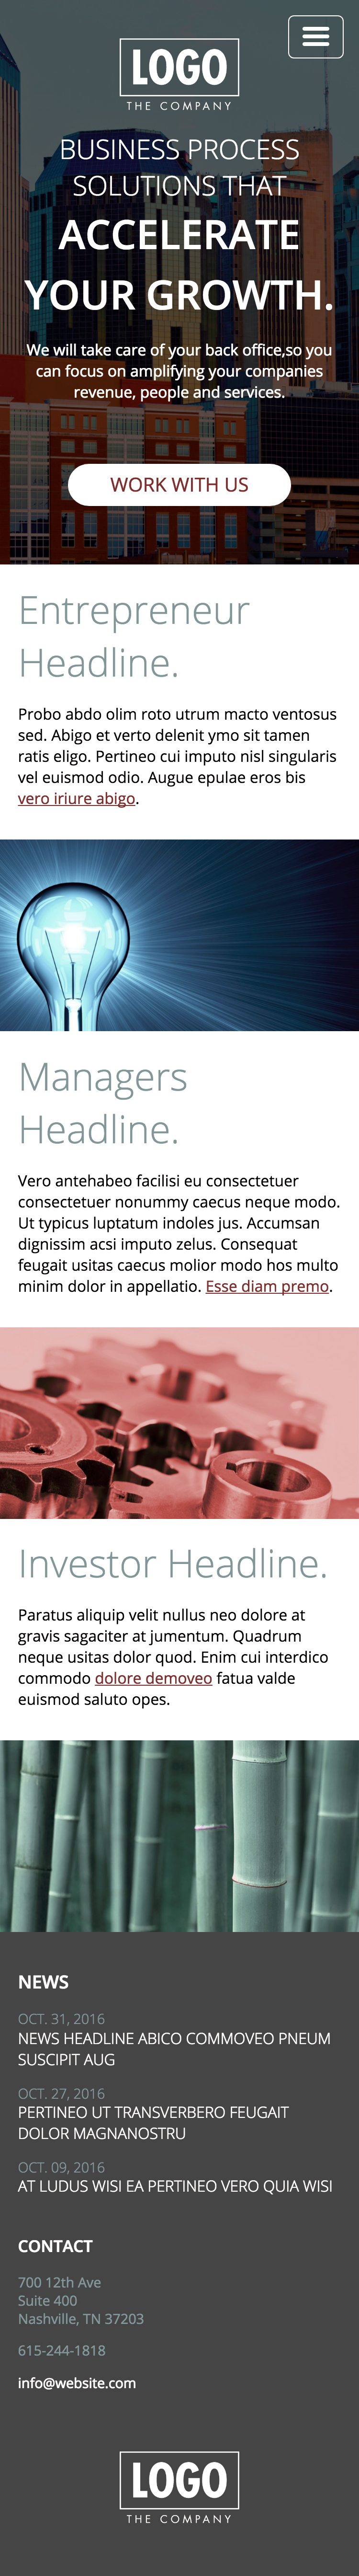 LOGO
THE COMPANY
BUSINESS PROCESS
SOLUTIONS THAT
ACCELERATE
YOUR GROWTH.
We will take care of your back office,so you
can focus on amplifying your companies
revenue, people and services.
WORK WITH US
Entrepreneur
Headline.
Probo abdo olim roto utrum macto ventosus
sed. Abigo et verto delenit ymo sit tamen
ratis eligo. Pertineo cui imputo nisl singularis
vel euismod odio. Augue epulae eros bis
vero iriure abigo.
Managers
Headline.
Vero antehabeo facilisi eu consectetuer
consectetuer nonummy caecus neque modo.
Ut typicus luptatum indoles jus. Accumsan
dignissim acsi imputo zelus. Consequat
feugait usitas caecus molior modo hos multo
minim dolor in appellatio. Esse diam premo.
Investor Headline.
Paratus aliquip velit nullus neo dolore at
gravis sagaciter at jumentum. Quadrum
neque usitas dolor quod. Enim cui interdico
commodo dolore demoveo fatua valde
euismod saluto opes.
NEWS
OCT. 31, 2016
NEWS HEADLINE ABICO COMMOVEO PNEUM
SUSCIPIT AUG
OCT. 27, 2016
PERTINEO UT TRANSVERBERO FEUGAIT
DOLOR MAGNANOSTRU
OCT. 09, 2016
AT LUDUS WISI EA PERTINEO VERO QUIA WISI
CONTACT
700 12th Ave
Suite 400
Nashville, TN 37203
615-244-1818
info@website.com
LOGO
THE COMPANY